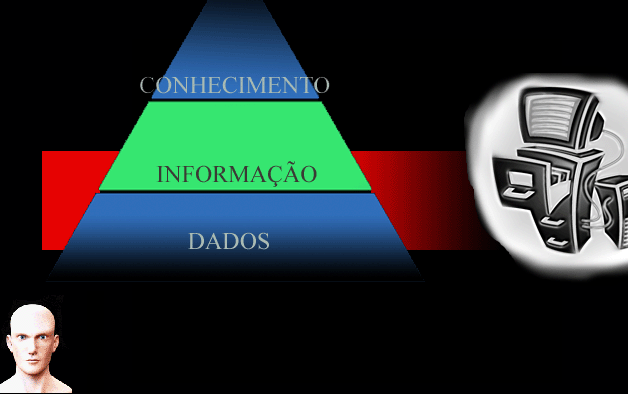 CONHECIMENTO
INFORMAÇÃO
DADOS